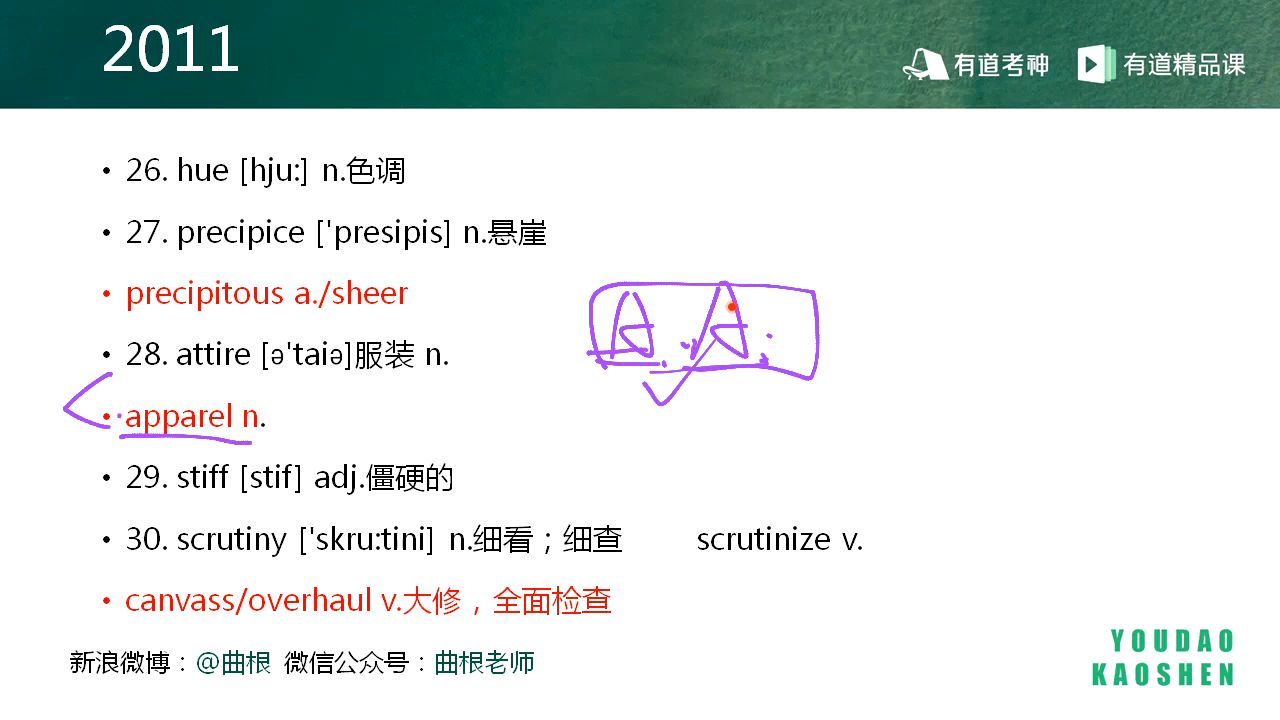 2011
有道考神
有道精品课
• 26. hue [hju:] n.色调
• 27. precipice ['presipis] n.悬崖
• precipitous a./sheer
• 28. attire [ə'taiə]服装 n.
• apparel n.
• 29. stiff [stif] adj.僵硬的
• 30. scrutiny ['skru:tini] n.细看；细查 scrutinize v.
• canvass/overhaul v.大修，全面检查
新浪微博：@曲根 微信公众号：曲根老师
YOUDAO
KAOSHEN